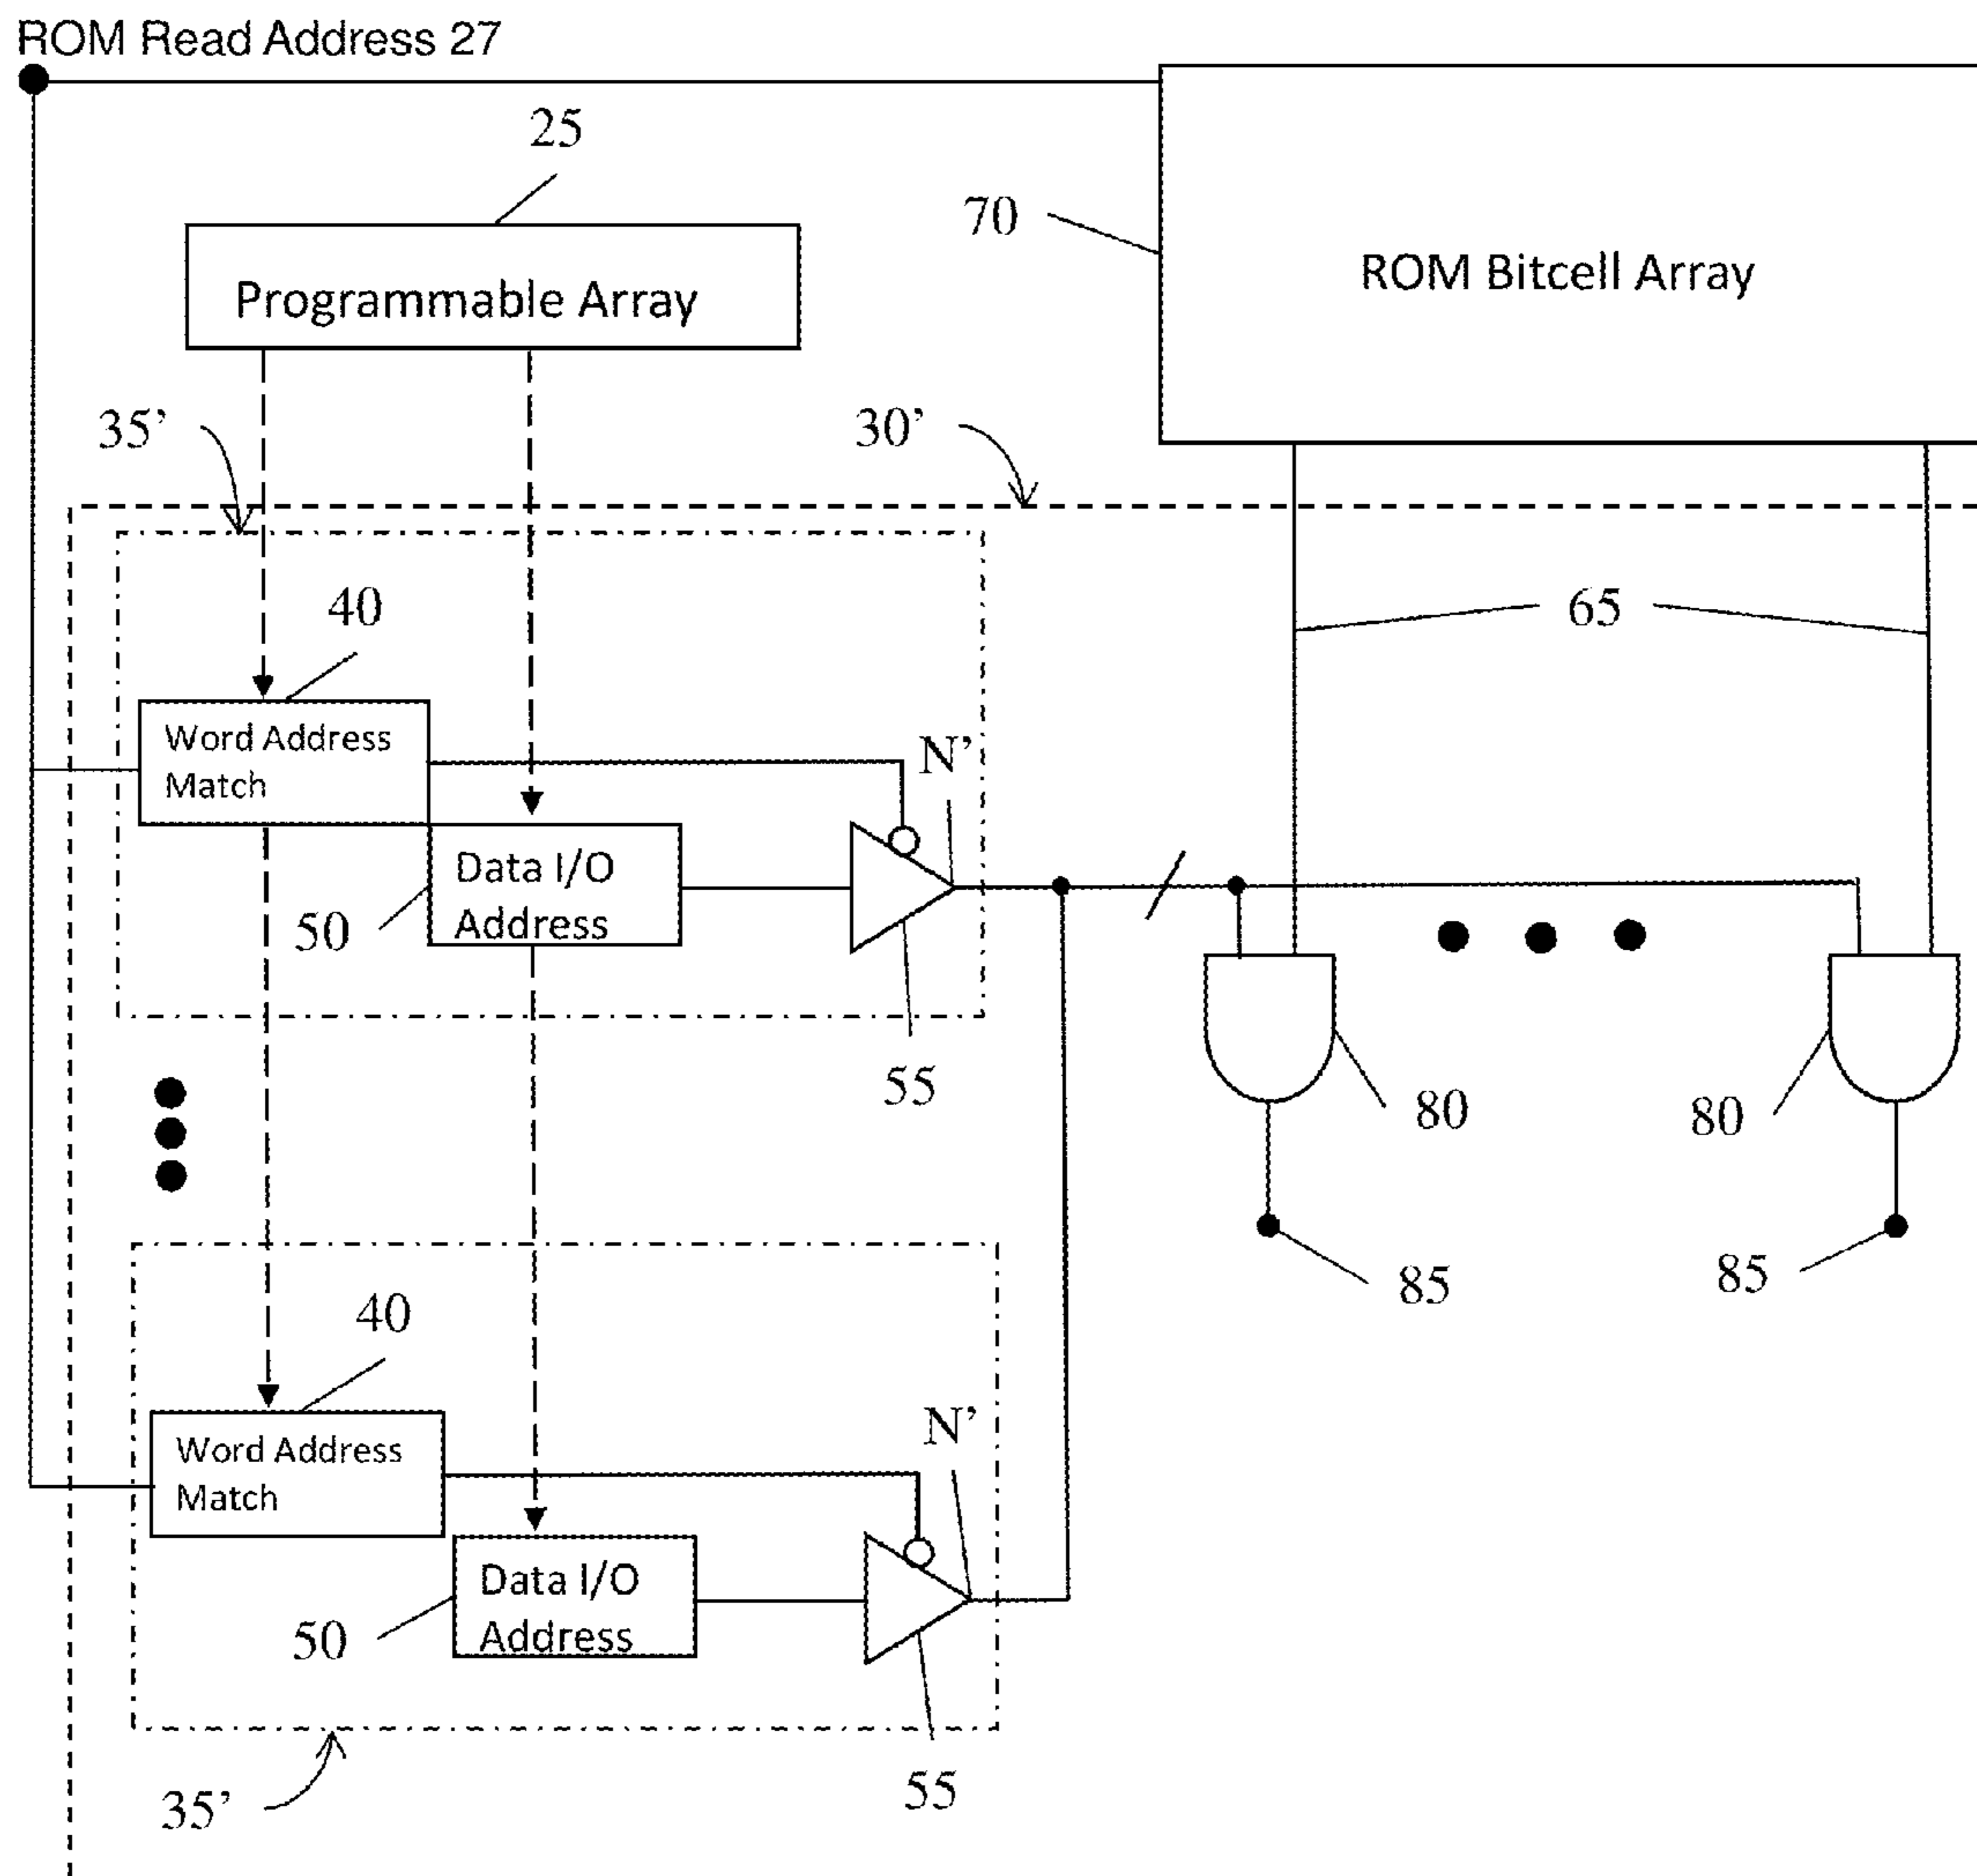 ROM Read Address 27
25
70
ROM Bitcell Array
Programmable Array
35’
30’
40
65
Word Address
Match
N’
Data I/O
Address
50
55
80
80
85
85
40
N’
Word Address
Match
Data I/O
Address
50
55
35’